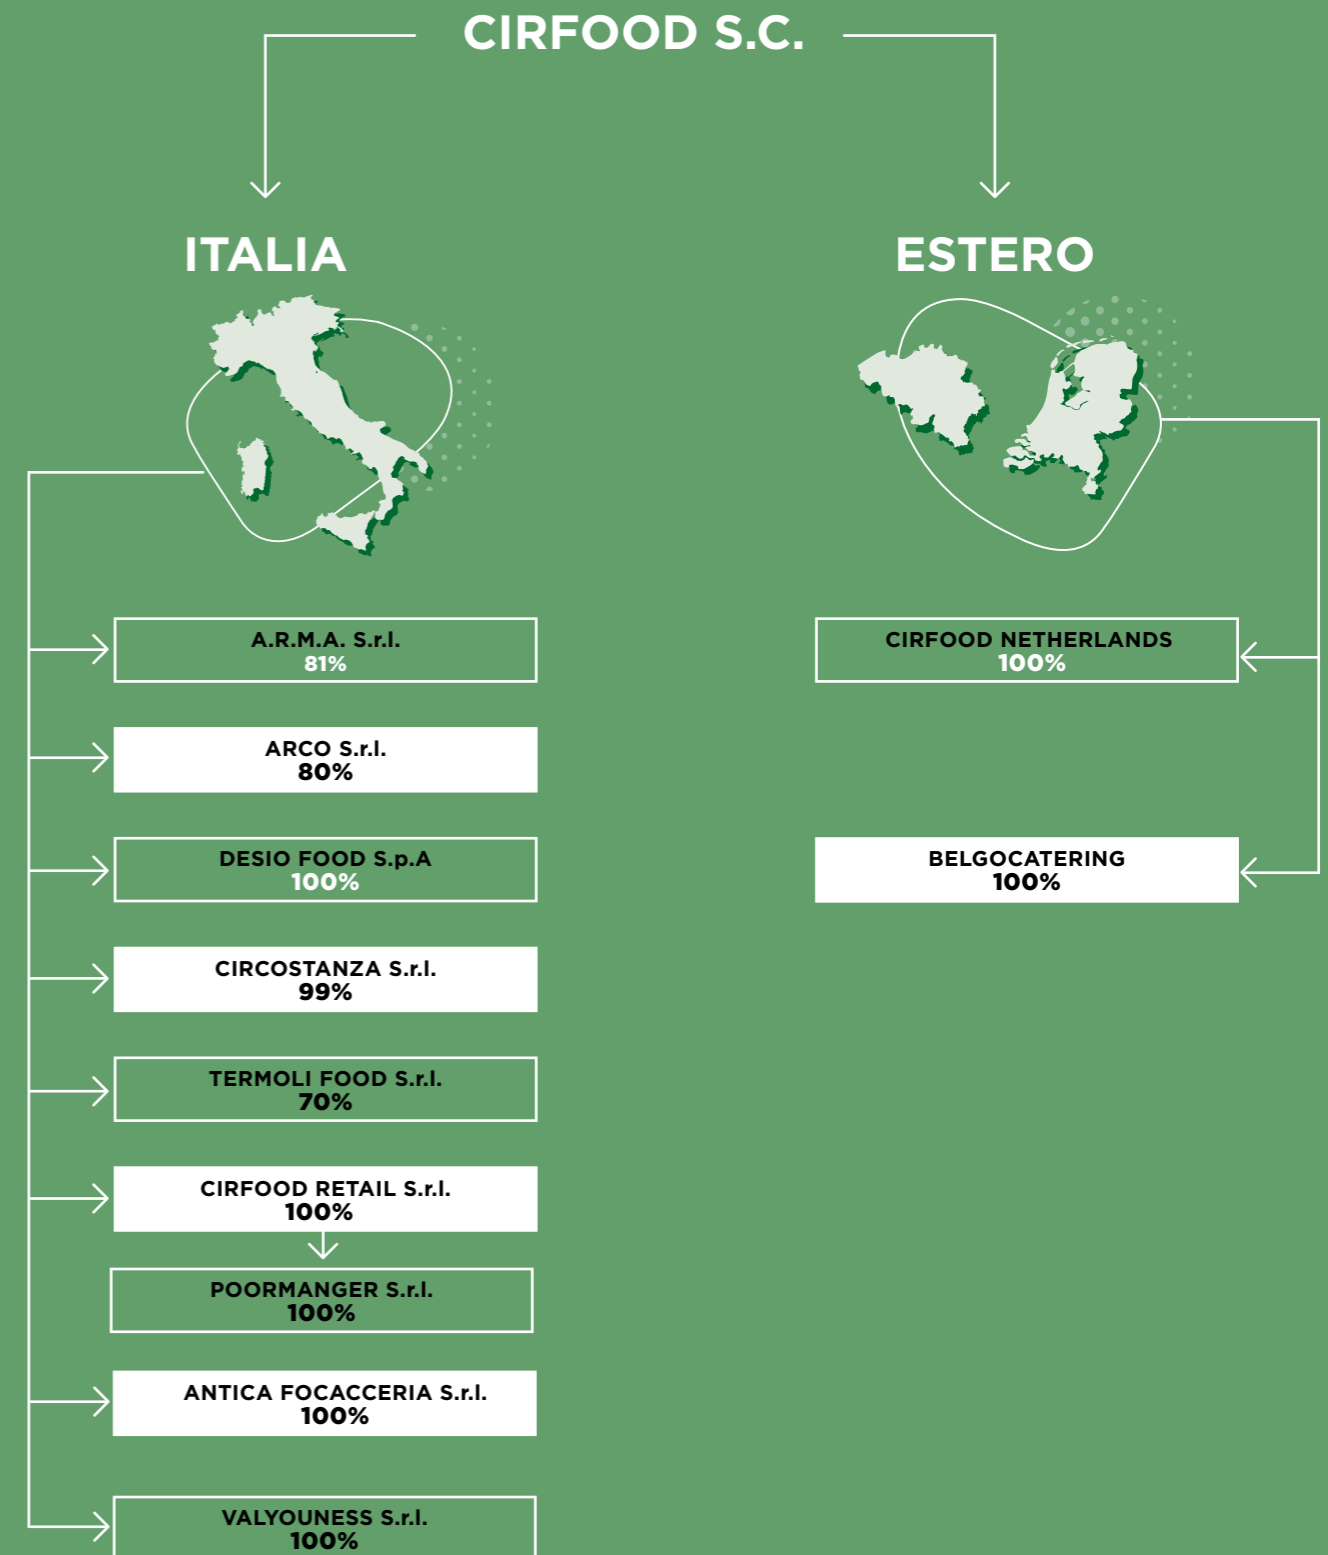 CIRFOOD S.C.
ITALIA
A.R.M.A. S.r.l.
81%
ARCO S.r.l.
80%
DESIO FOOD S.p.A
100%
CIRCOSTANZA S.r.l.
99%
TERMOLI FOOD S.r.l.
70%
CIRFOOD RETAIL S.r.l.
100%
POORMANGER S.r.l.
100%
ANTICA FOCACCERIA S.r.l.
100%
VALYOUNESS S.r.l.
100%
ESTERO
CIRFOOD NETHERLANDS
100%
BELGOCATERING
100%